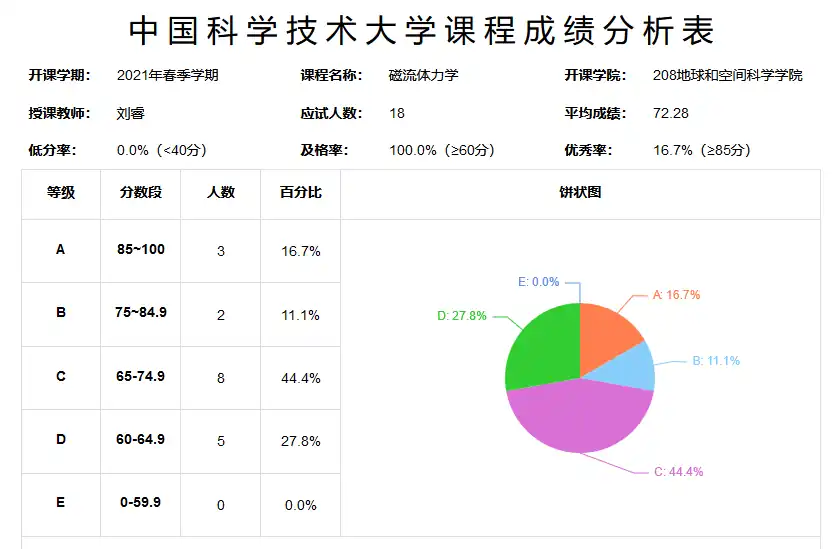 中国科学技术大学课程成绩分析表
开课学期： 2021年春季学期 课程名称： 磁流体力学 开课学院： 208地球和空间科学学院
授课教师： 刘睿 应试人数： 18 平均成绩： 72.28
低分率： 0.0%（<40分） 及格率： 100.0%（≥60分） 优秀率： 16.7%（≥85分）
等级 分数段 人数 百分比 饼状图
A 85~100 3 16.7%
B 75~84.9 2 11.1%
C 65-74.9 8 44.4%
D 60-64.9 5 27.8%
E 0-59.9 0 0.0%
E: 0.0%
A: 16.7%
D: 27.8%
B: 11.1%
C: 44.4%